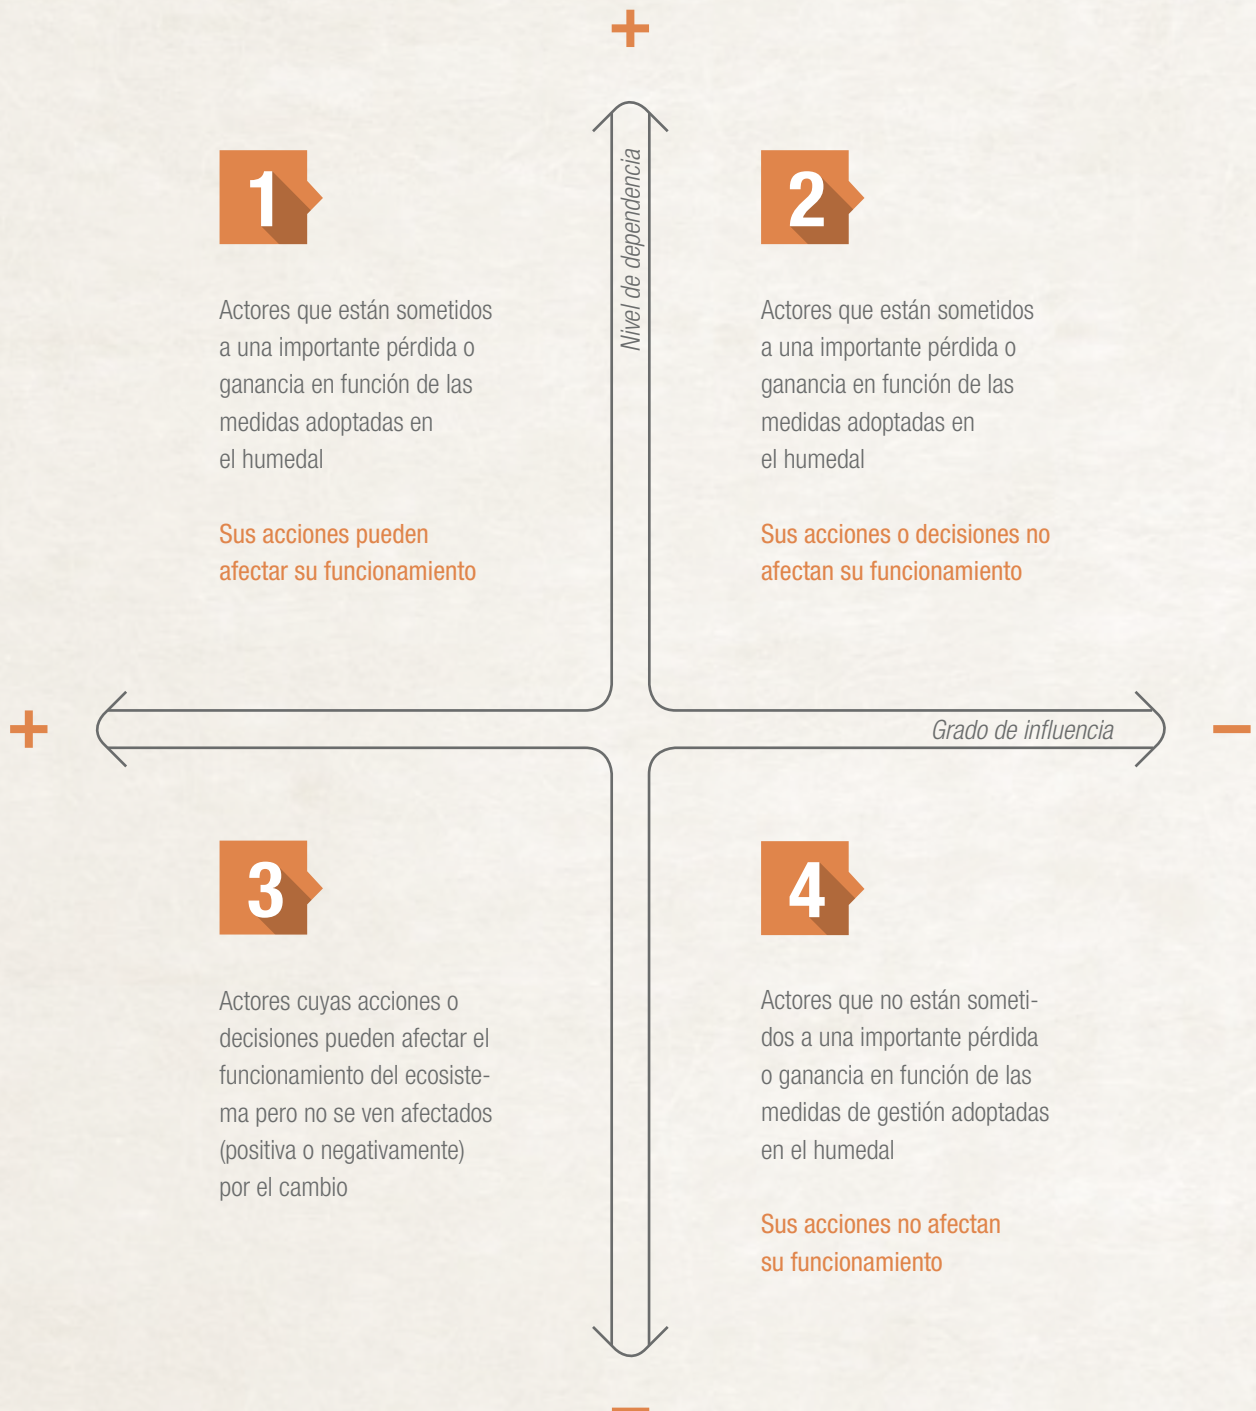 +
Nivel de dependencia
1
Actores que están sometidos
a una importante pérdida o
ganancia en función de las
medidas adoptadas en
el humedal
Sus acciones pueden
afectar su funcionamiento
2
Actores que están sometidos
a una importante pérdida o
ganancia en función de las
medidas adoptadas en
el humedal
Sus acciones o decisiones no
afectan su funcionamiento
+
Grado de influencia
−
3
Actores cuyas acciones o
decisiones pueden afectar el
funcionamiento del ecosiste-
ma pero no se ven afectados
(positiva o negativamente)
por el cambio
4
Actores que no están someti-
dos a una importante pérdida
o ganancia en función de las
medidas de gestión adoptadas
en el humedal
Sus acciones no afectan
su funcionamiento
−